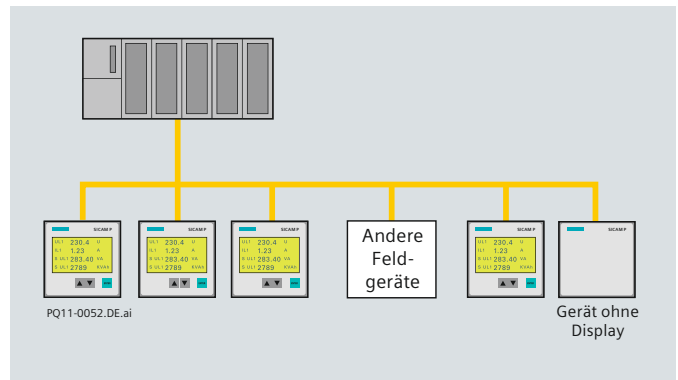 SICAM P
UL1 230.4 U
IL1 1.23 A
S UL1 283.40 VA
S UL1 2789 KVAh
SICAM P
UL1 230.4 U
IL1 1.23 A
S UL1 283.40 VA
S UL1 2789 KVAh
SICAM P
UL1 230.4 U
IL1 1.23 A
S UL1 283.40 VA
S UL1 2789 KVAh
Andere
Feld-
geräte
SICAM P
UL1 230.4 U
IL1 1.23 A
S UL1 283.40 VA
S UL1 2789 KVAh
SICAM P
PQ11-0052.DE.ai
Gerät ohne
Display